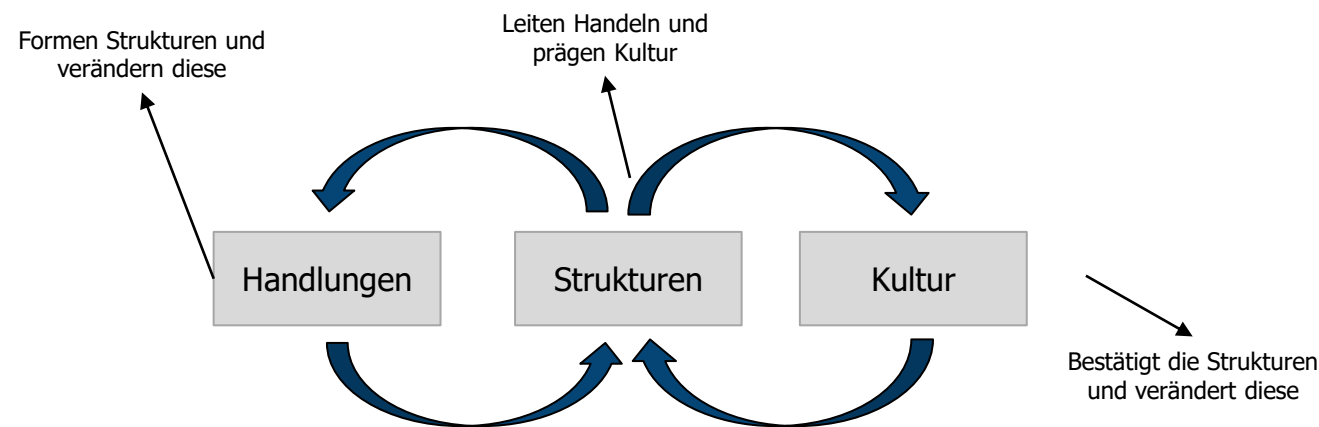 Formen Strukturen und
verändern diese
Leiten Handeln und
prägen Kultur
Handlungen
Strukturen
Kultur
Bestätigt die Strukturen
und verändert diese